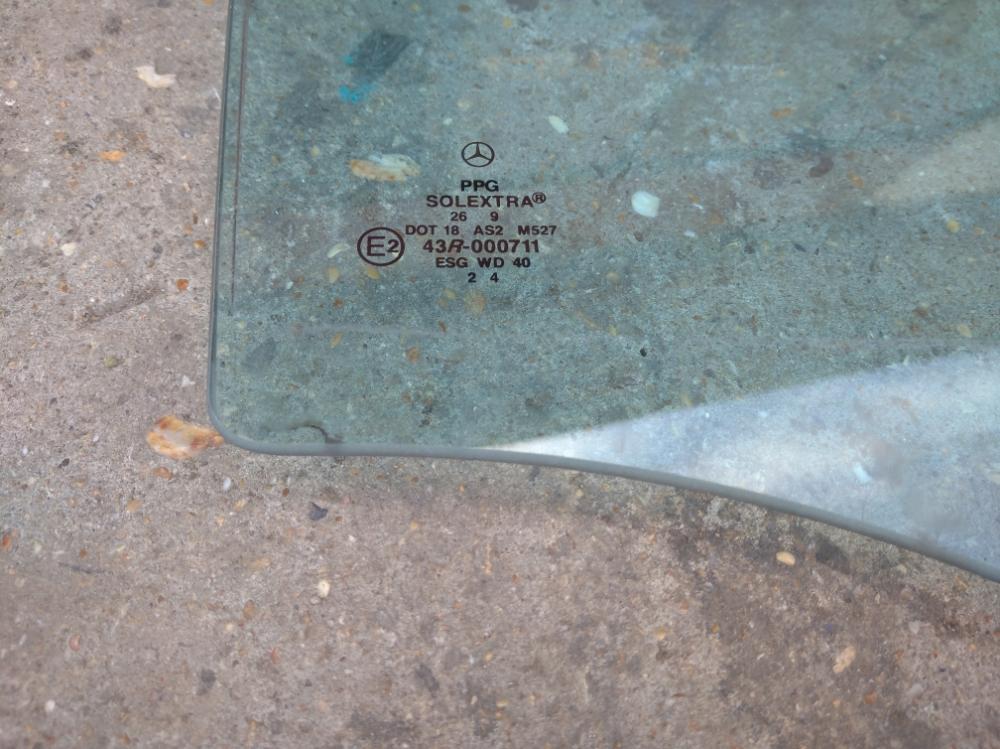 PPG
SOLEXTRA®
26 9
DOT 18 AS2 M527
E2 43R-000711
ESG WD 40
2 4